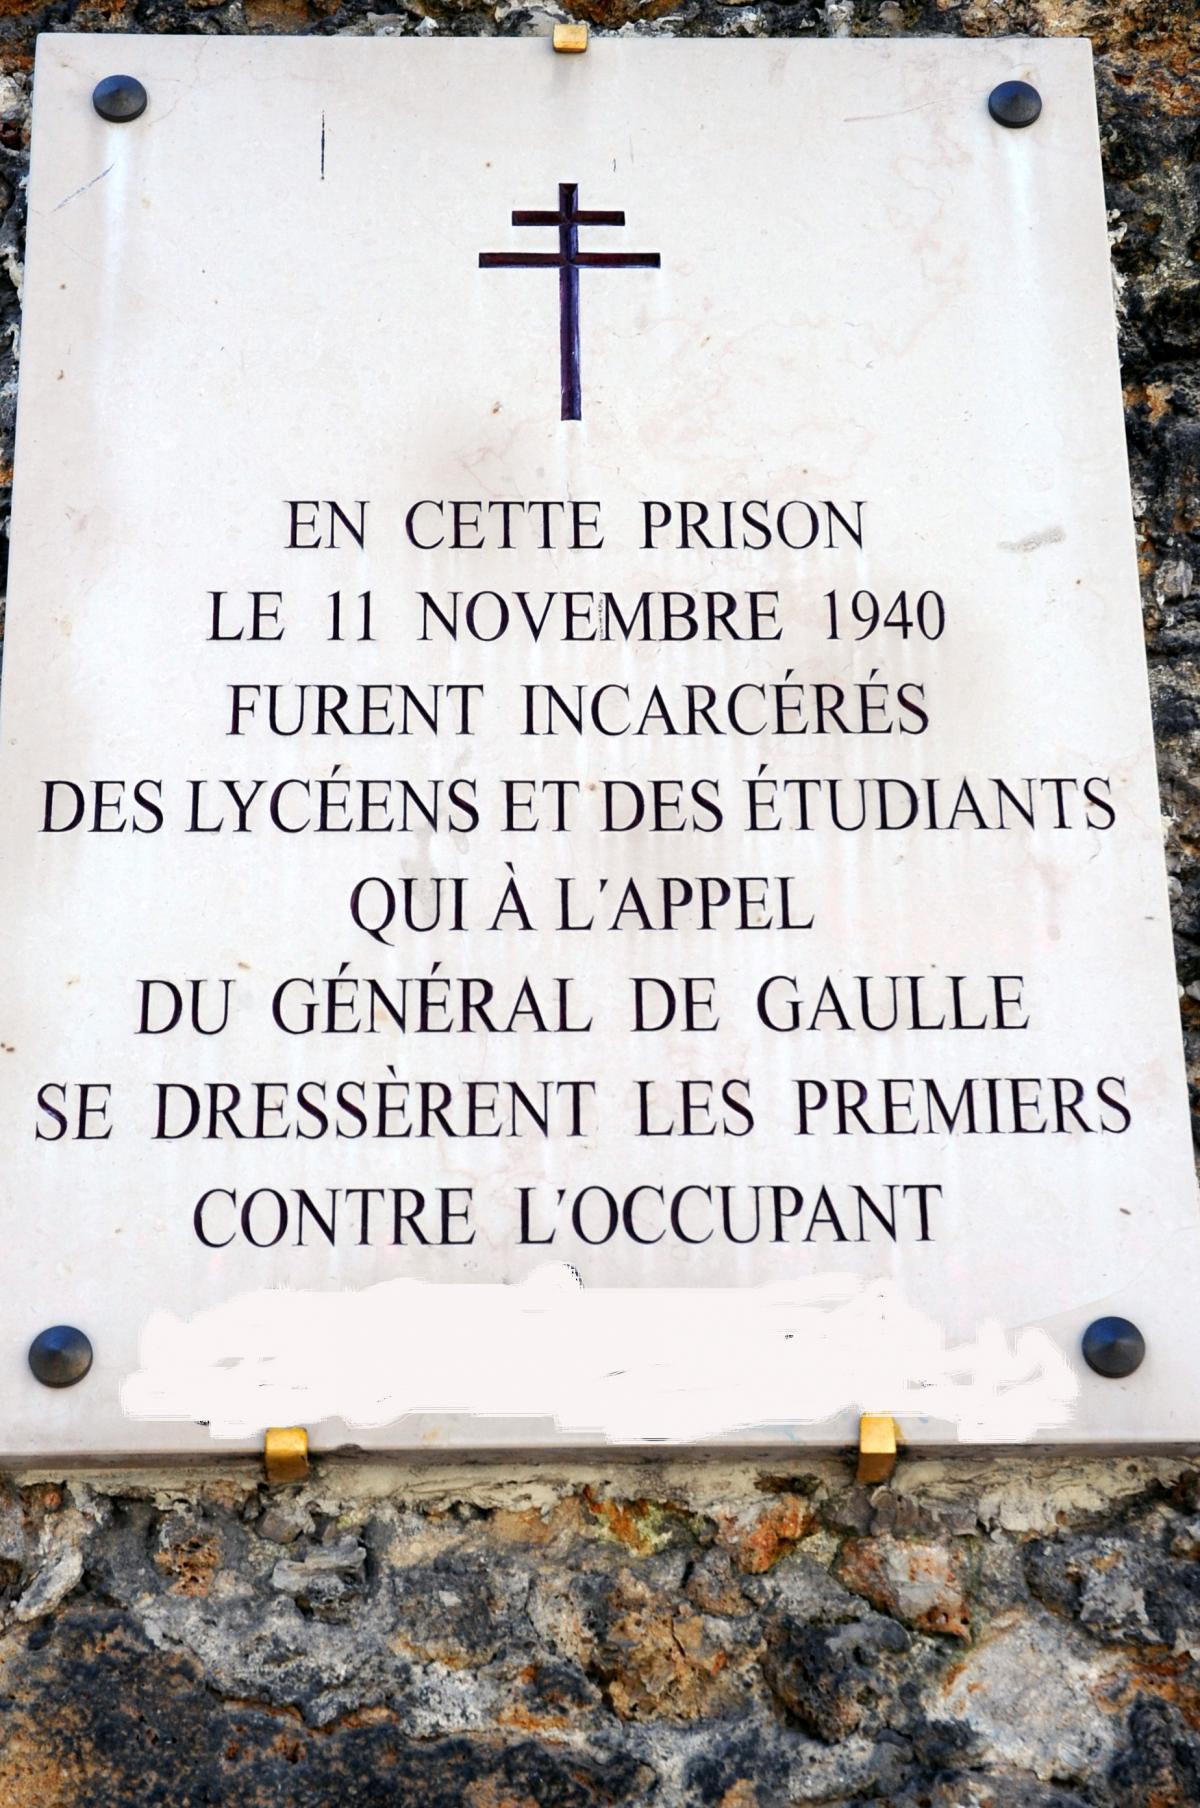 EN CETTE PRISON
LE 11 NOVEMBRE 1940
FURENT INCARCÉRÉS
DES LYCÉENS ET DES ÉTUDIANTS
QUI À L'APPEL
DU GÉNÉRAL DE GAULLE
SE DRESSÈRENT LES PREMIERS
CONTRE L'OCCUPANT